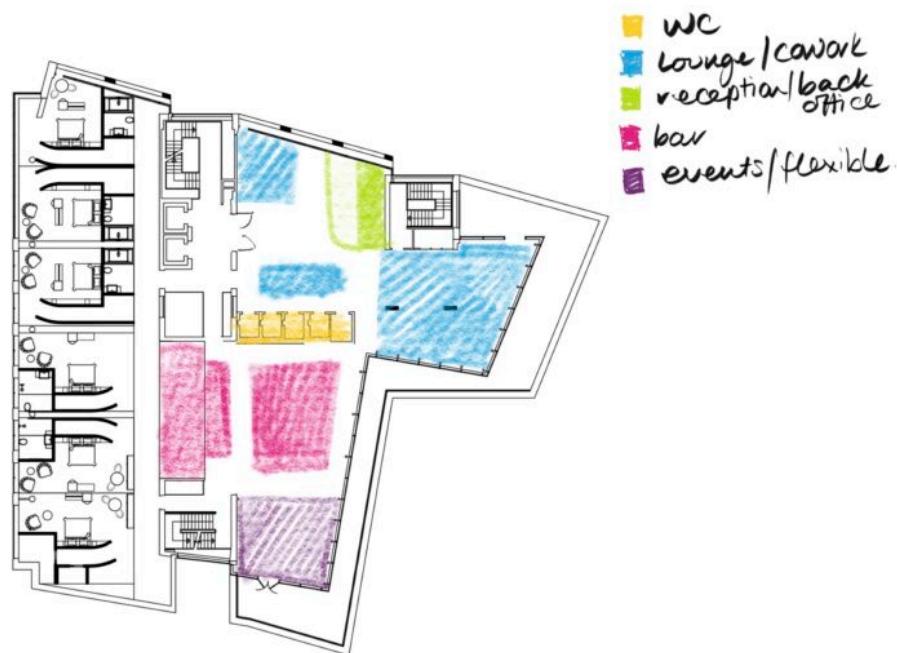 WC
lounge/cowork
reception/back
office
bar
events/flexible